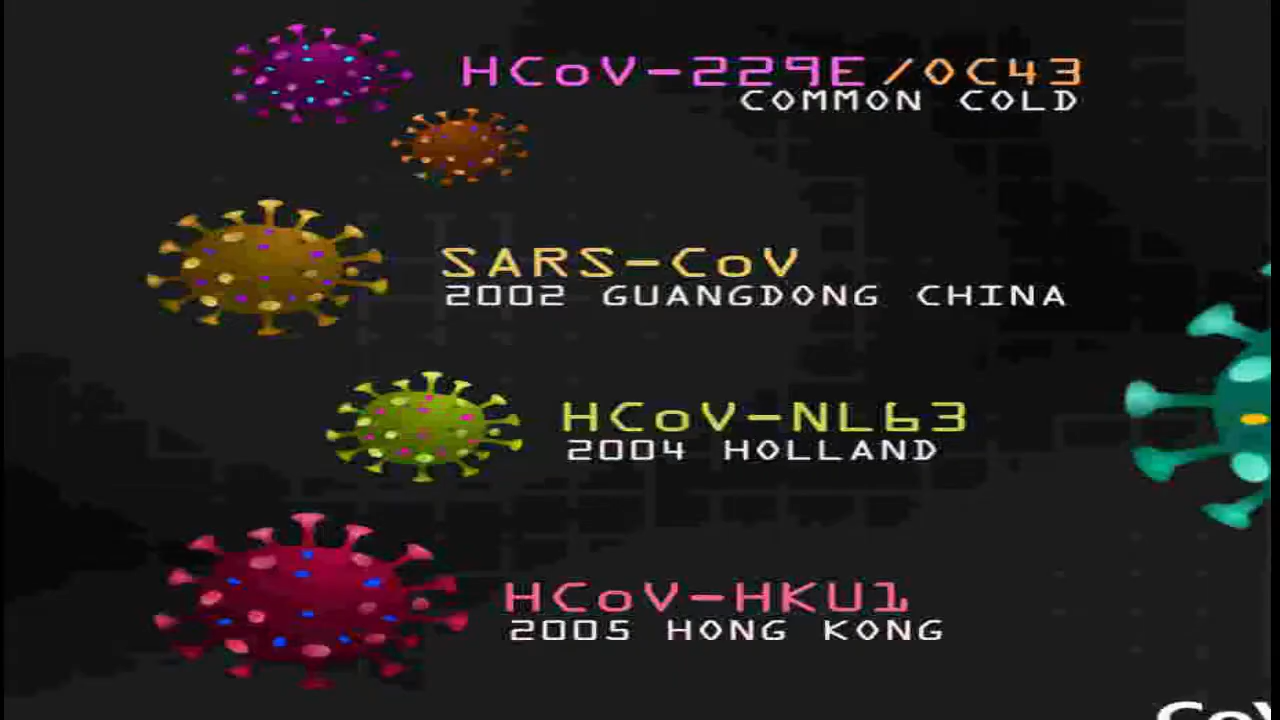 HCoV-229E/OC43
COMMON COLD
SARS-CoV
2002 GUANGDONG CHINA
HCoV-NL63
2004 HOLLAND
HCoV-HKU1
2005 HONG KONG